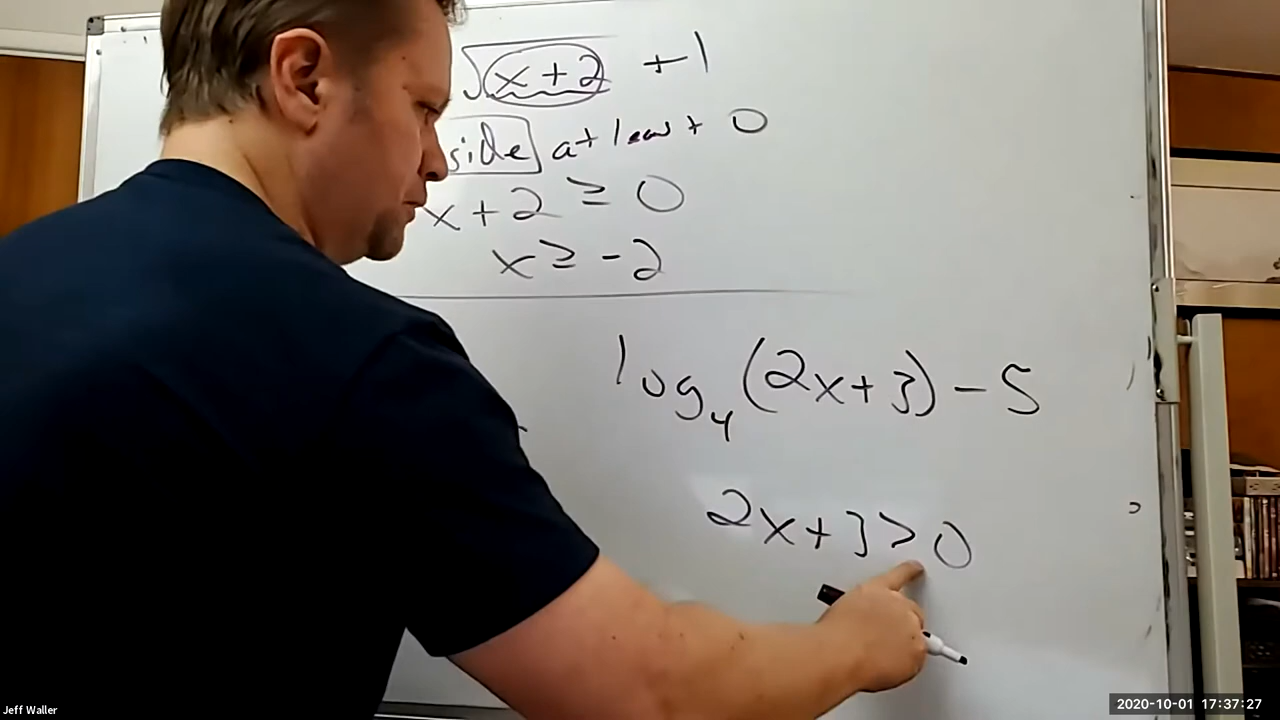 √x+2 +1
side at least 0
x+2 ≥ 0
x ≥ -2
log₄(2x+3)-5
2x+3>0
Jeff Waller
2020-10-01 17:37:27